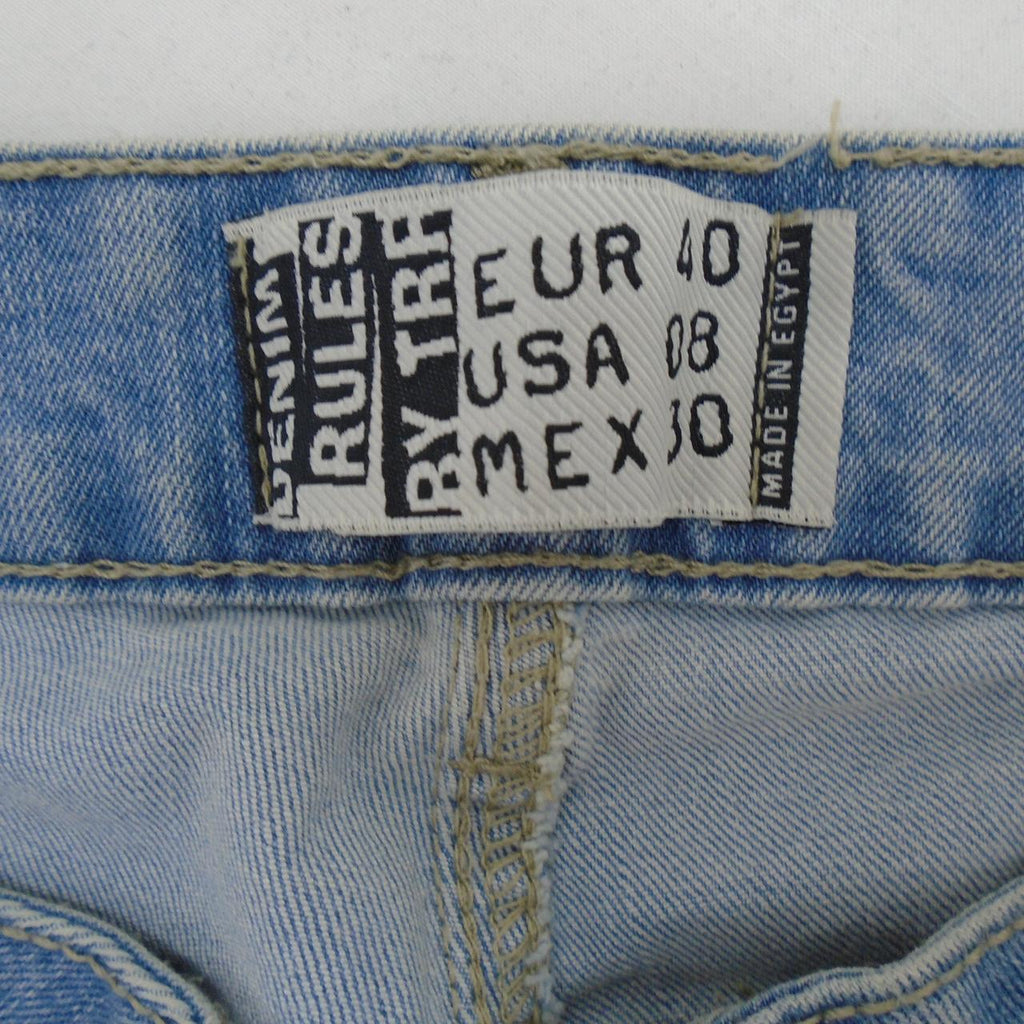 DENIM
RULES
BY TRF
EUR 40
USA 08
MEX 30
MADE IN EGYPT